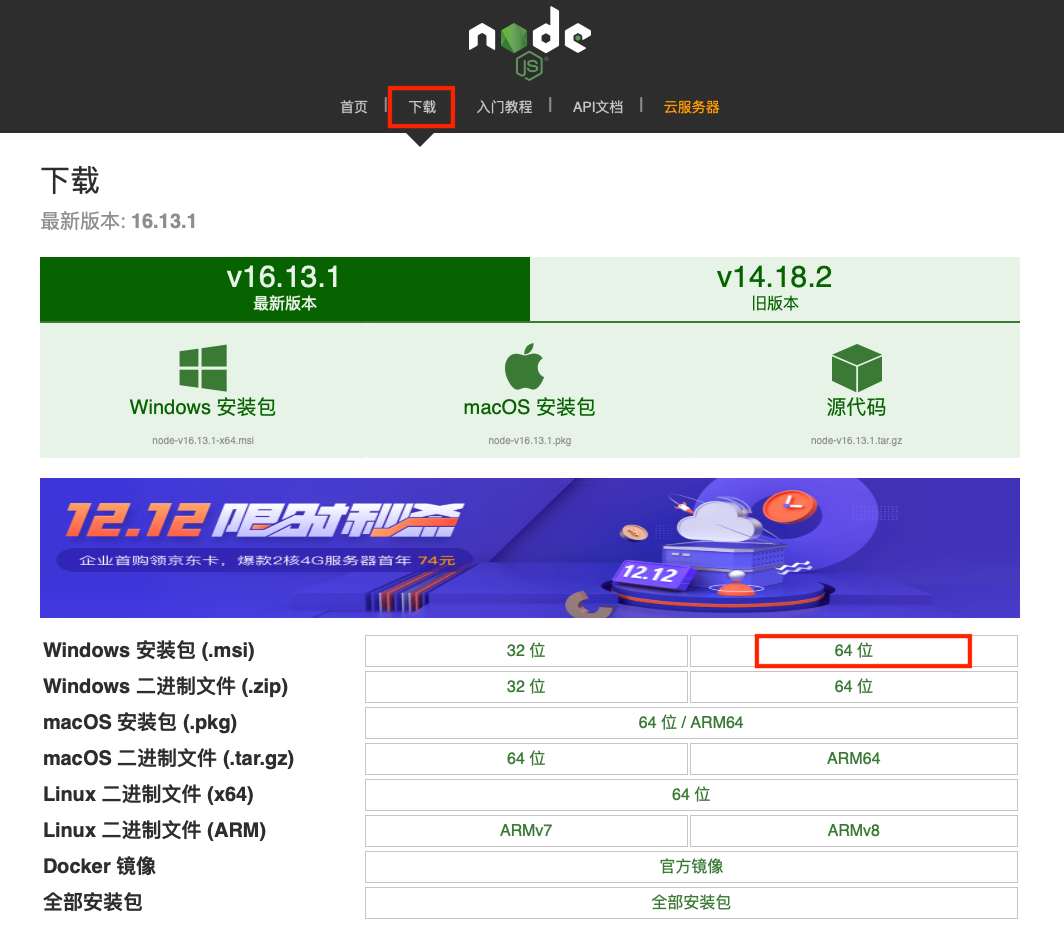 node
JS
首页 | 下载 入门教程 | API文档 | 云服务器
下载
最新版本: 16.13.1
v16.13.1 v14.18.2
最新版本 旧版本
Windows 安装包 macOS 安装包 源代码
node-v16.13.1-x64.msi node-v16.13.1.pkg node-v16.13.1.tar.gz
12.12 限时秒杀
企业首购领京东卡，爆款2核4G服务器首年 74元
12.12
Windows 安装包 (.msi) 32 位 64 位
Windows 二进制文件 (.zip) 32 位 64 位
macOS 安装包 (.pkg) 64 位 / ARM64
macOS 二进制文件 (.tar.gz) 64 位 ARM64
Linux 二进制文件 (x64) 64 位
Linux 二进制文件 (ARM) ARMv7 ARMv8
Docker 镜像 官方镜像
全部安装包 全部安装包